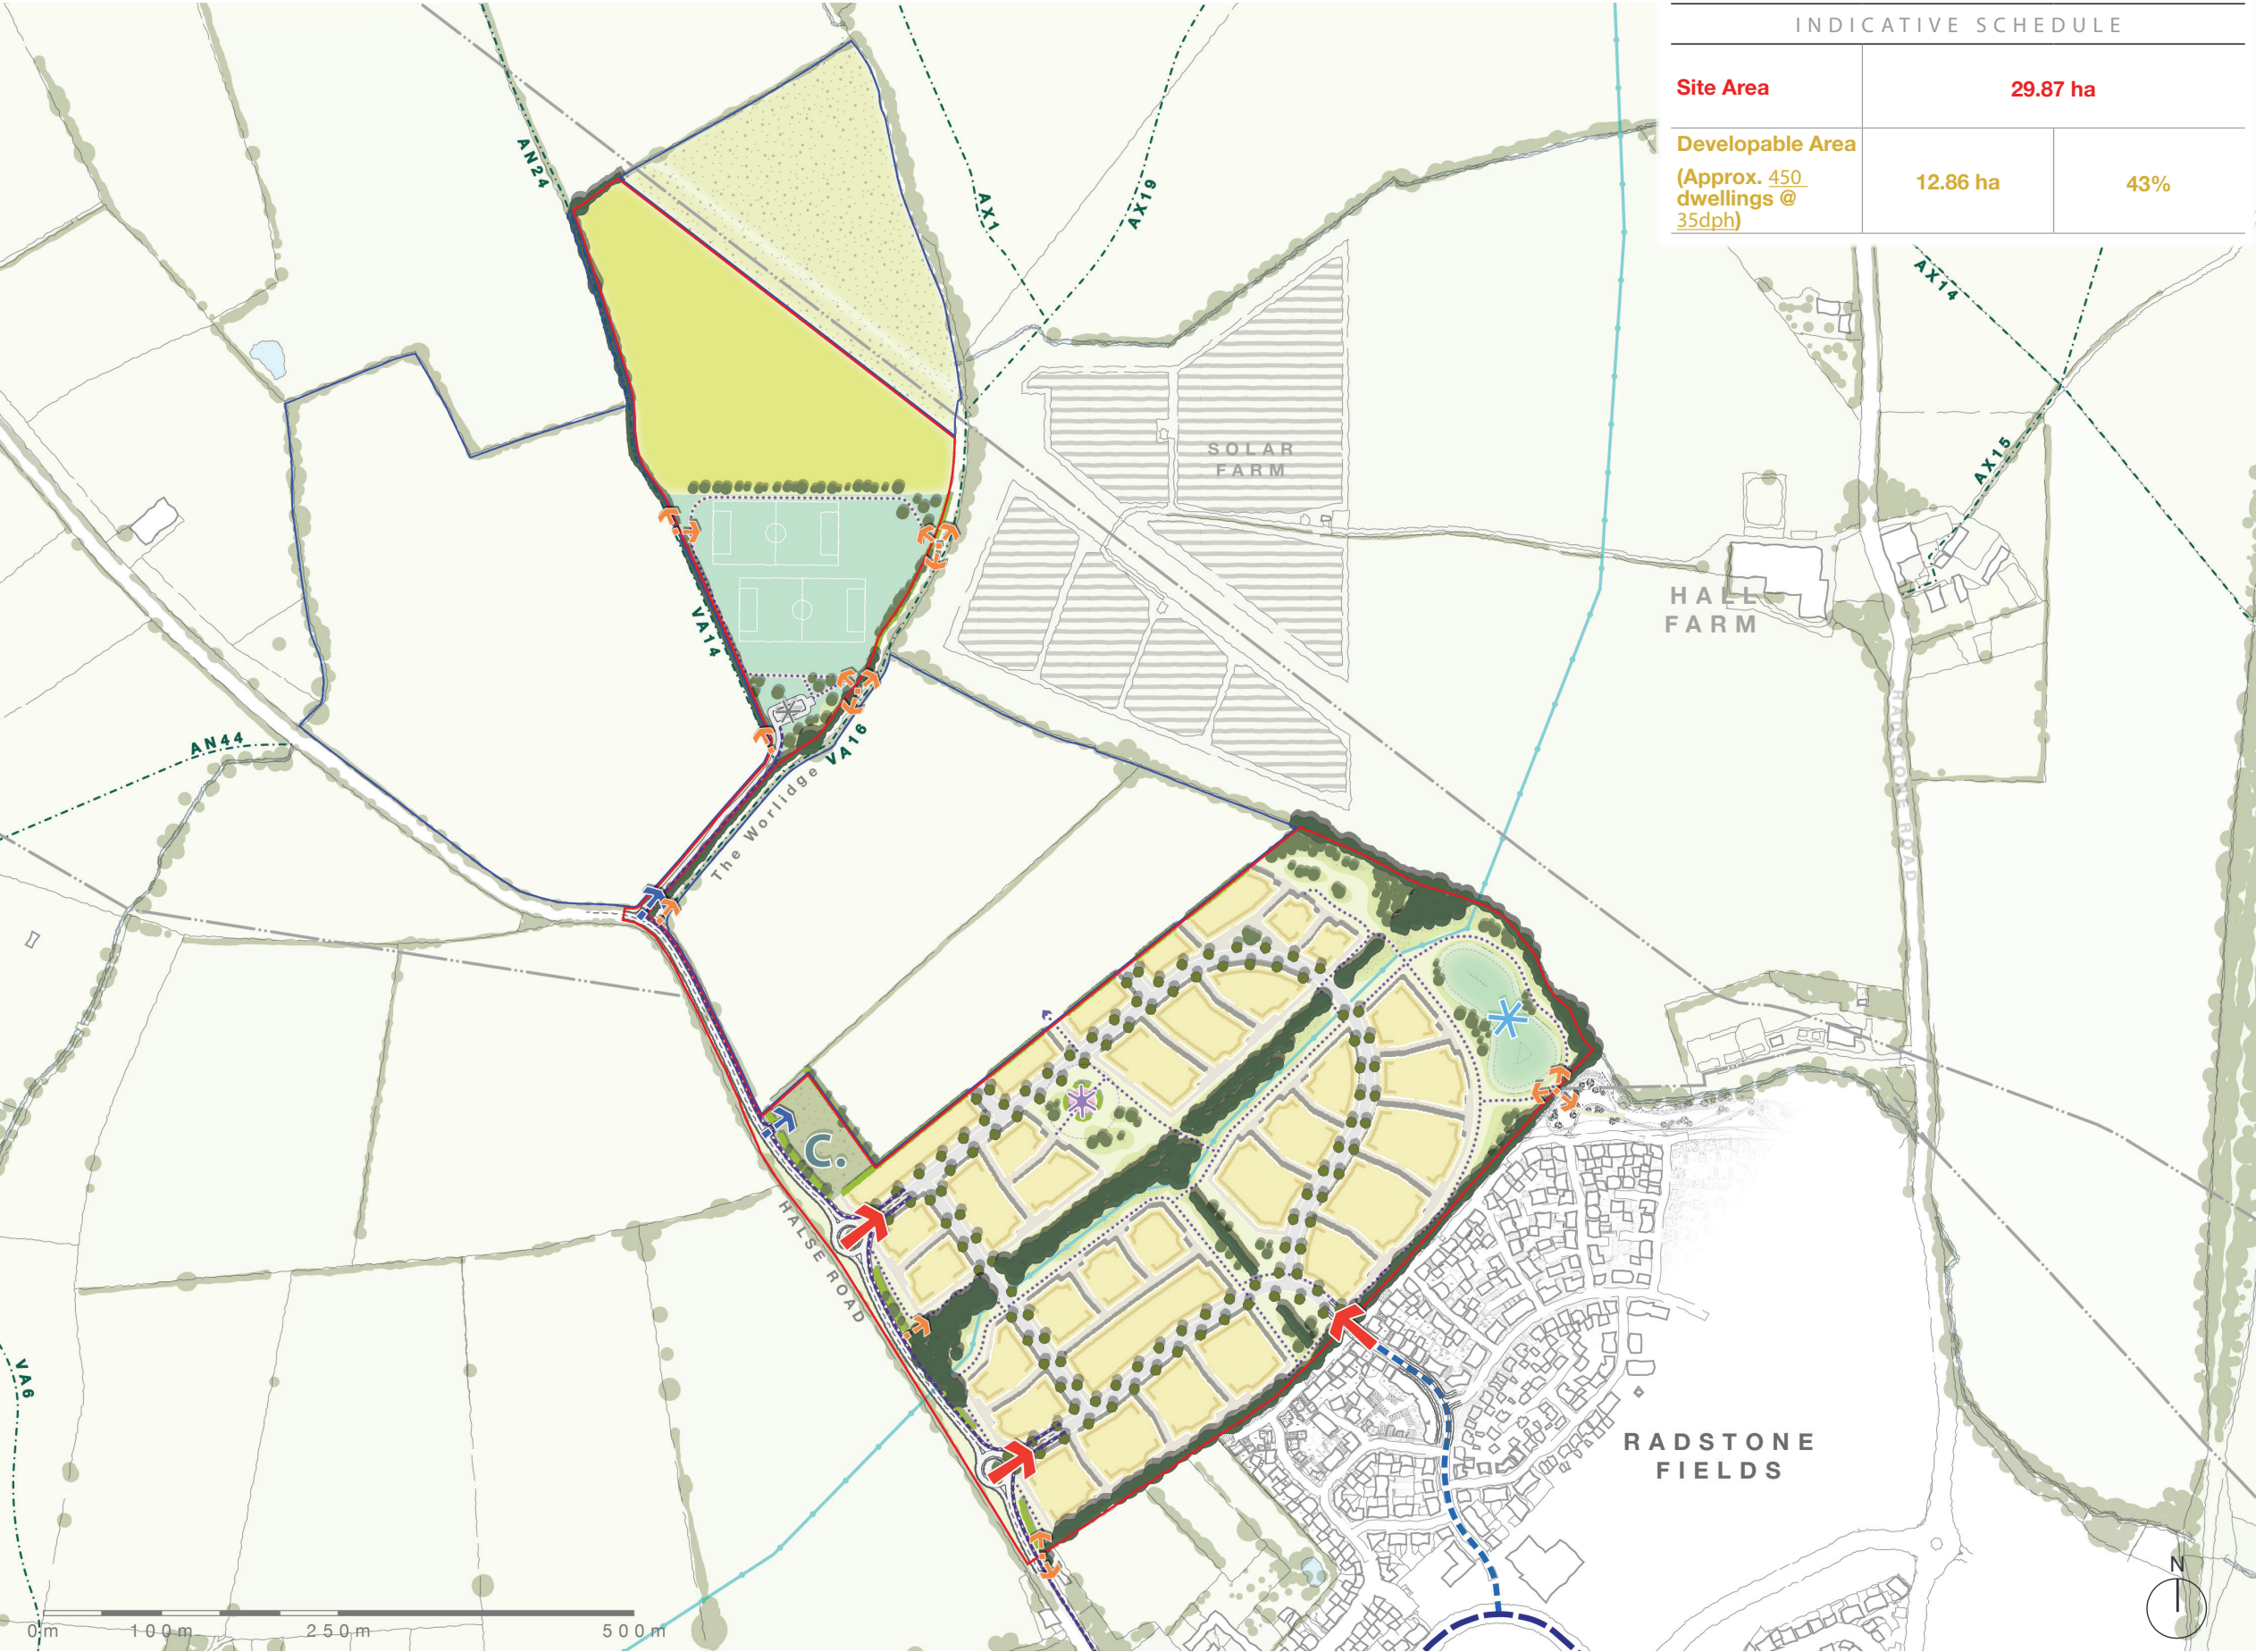 INDICATIVE SCHEDULE
Site Area
29.87 ha
Developable Area
(Approx. 450
dwellings @
35dph)
12.86 ha
43%
AN24
AX1
AX19
AX14
AX15
SOLAR
FARM
HALL
FARM
RADSTONE ROAD
VA14
VA16
The Worlidge
AN44
C.
HALSE ROAD
VA6
RADSTONE
FIELDS
N
0m
100m
250m
500m